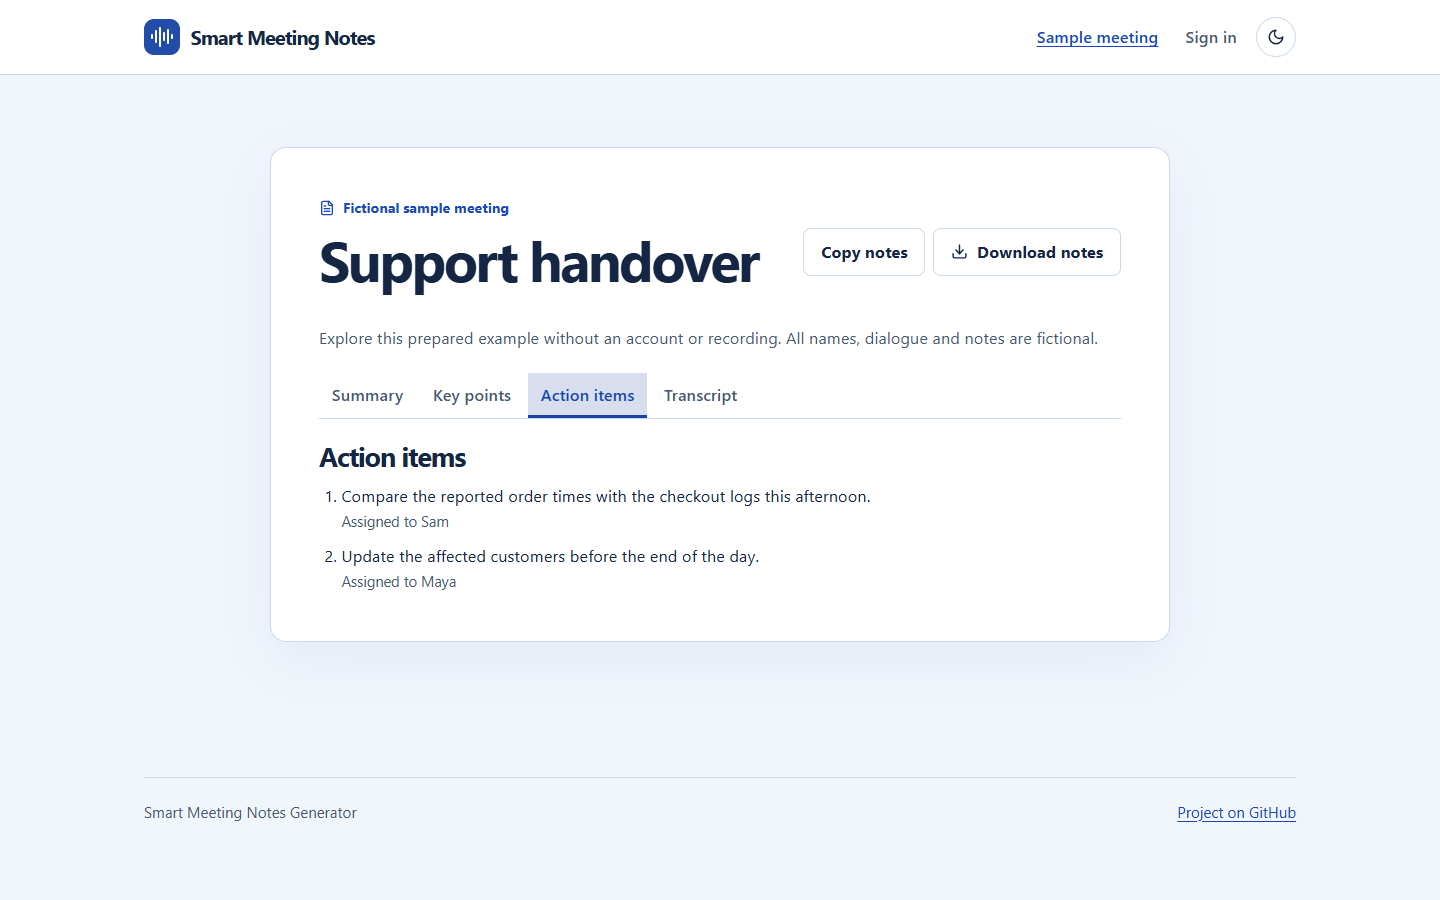 Smart Meeting Notes
Sample meeting
Sign in
Fictional sample meeting
Support handover
Copy notes
Download notes
Explore this prepared example without an account or recording. All names, dialogue and notes are fictional.
Summary
Key points
Action items
Transcript
Action items
1. Compare the reported order times with the checkout logs this afternoon.
Assigned to Sam
2. Update the affected customers before the end of the day.
Assigned to Maya
Smart Meeting Notes Generator
Project on GitHub